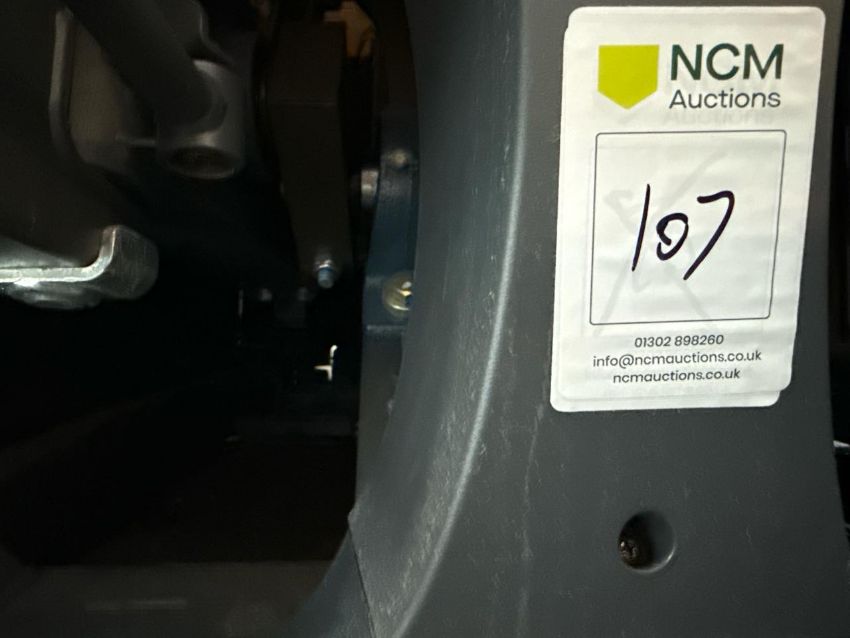 NCM
Auctions
107
01302 898260
info@ncmauctions.co.uk
ncmauctions.co.uk